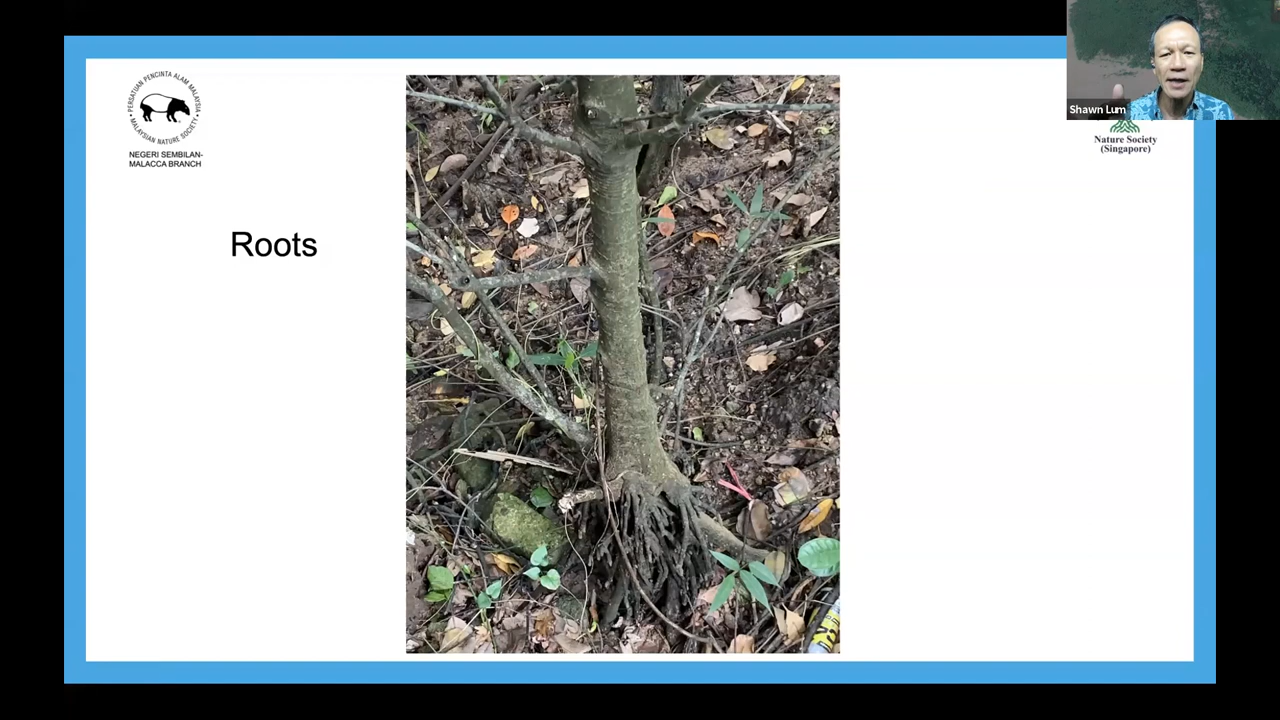 PERSATUAN PENCINTA ALAM MALAYSIA
MALAYSIAN NATURE SOCIETY
NEGERI SEMBILAN-
MALACCA BRANCH
Shawn Lum
Nature Society
(Singapore)
Roots